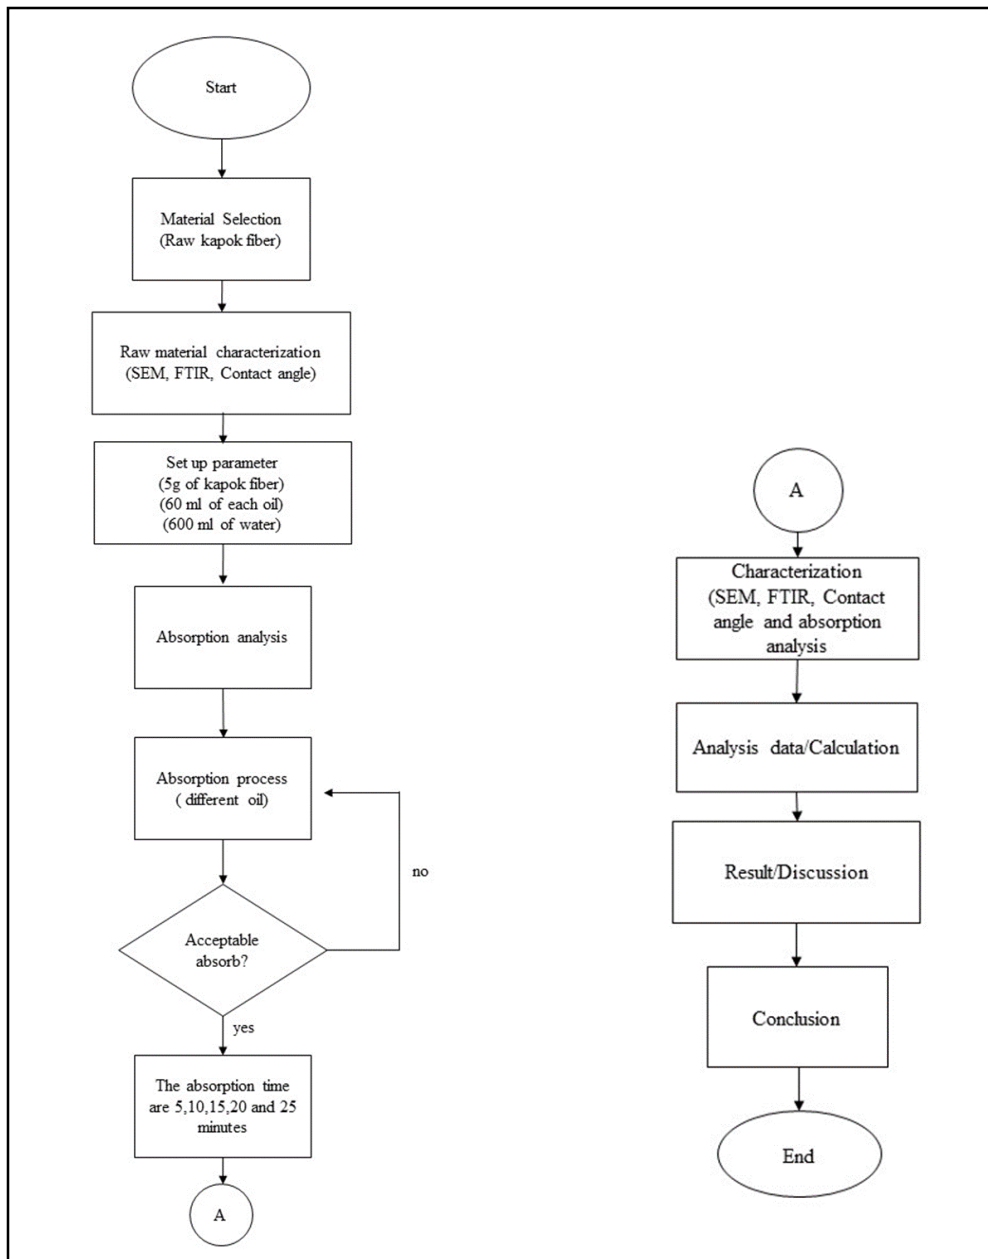 Start
Material Selection
(Raw kapok fiber)
Raw material characterization
(SEM, FTIR, Contact angle)
Set up parameter
(5g of kapok fiber)
(60 ml of each oil)
(600 ml of water)
Absorption analysis
Absorption process
( different oil)
no
Acceptable
absorb?
yes
The absorption time
are 5,10,15,20 and 25
minutes
A
A
Characterization
(SEM, FTIR, Contact
angle and absorption
analysis
Analysis data/Calculation
Result/Discussion
Conclusion
End